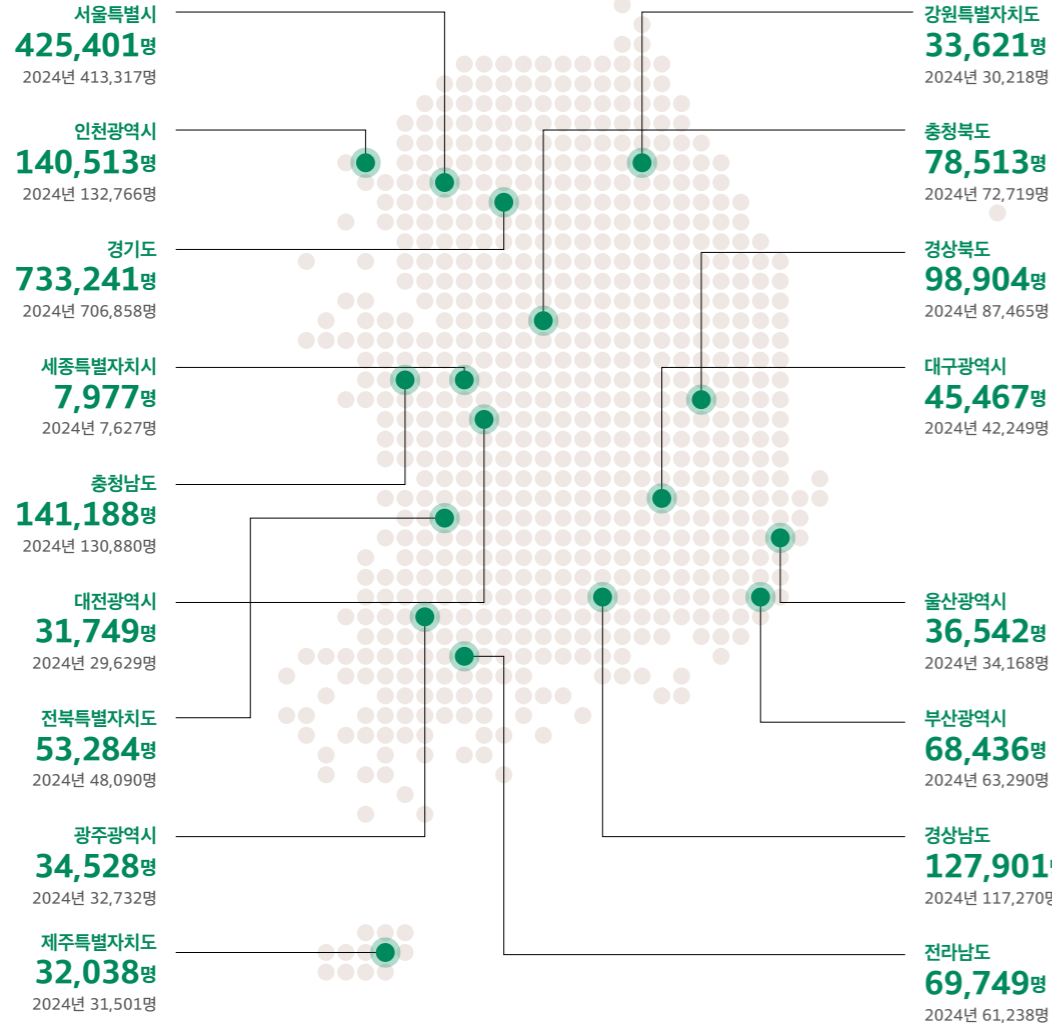 서울특별시
425,401명
2024년 413,317명
인천광역시
140,513명
2024년 132,766명
경기도
733,241명
2024년 706,858명
세종특별자치시
7,977명
2024년 7,627명
충청남도
141,188명
2024년 130,880명
대전광역시
31,749명
2024년 29,629명
전북특별자치도
53,284명
2024년 48,090명
광주광역시
34,528명
2024년 32,732명
제주특별자치도
32,038명
2024년 31,501명
강원특별자치도
33,621명
2024년 30,218명
충청북도
78,513명
2024년 72,719명
경상북도
98,904명
2024년 87,465명
대구광역시
45,467명
2024년 42,249명
울산광역시
36,542명
2024년 34,168명
부산광역시
68,436명
2024년 63,290명
경상남도
127,901명
2024년 117,270명
전라남도
69,749명
2024년 61,238명